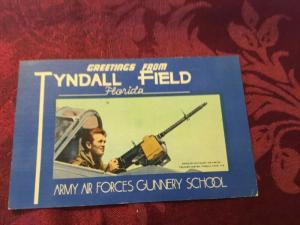 GREETINGS FROM
TYNDALL FIELD
Florida
ARMY AIR FORCES GUNNERY SCHOOL